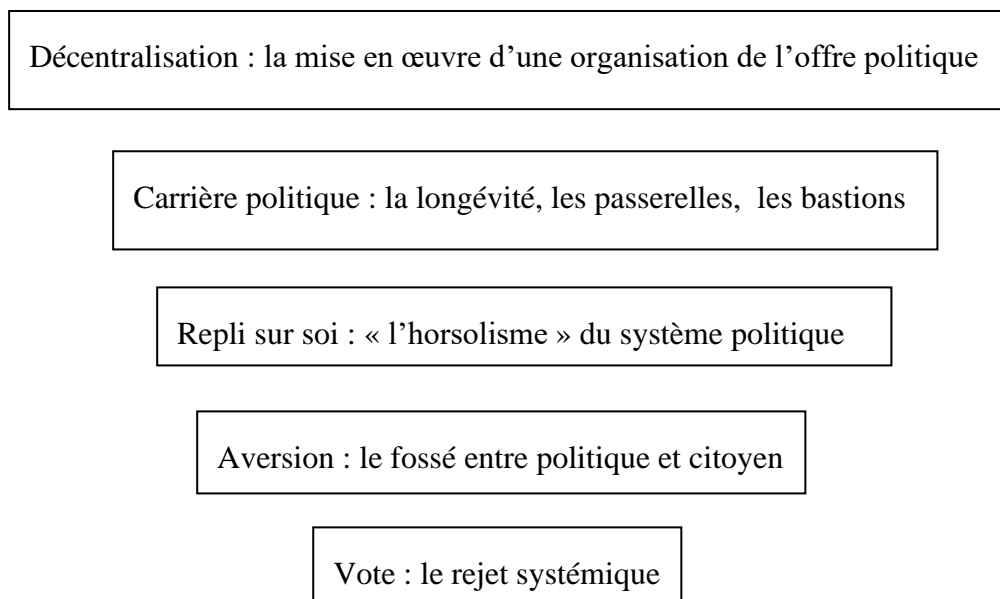 Décentralisation : la mise en œuvre d’une organisation de l’offre politique
Carrière politique : la longévité, les passerelles, les bastions
Repli sur soi : « l’horsolisme » du système politique
Aversion : le fossé entre politique et citoyen
Vote : le rejet systémique